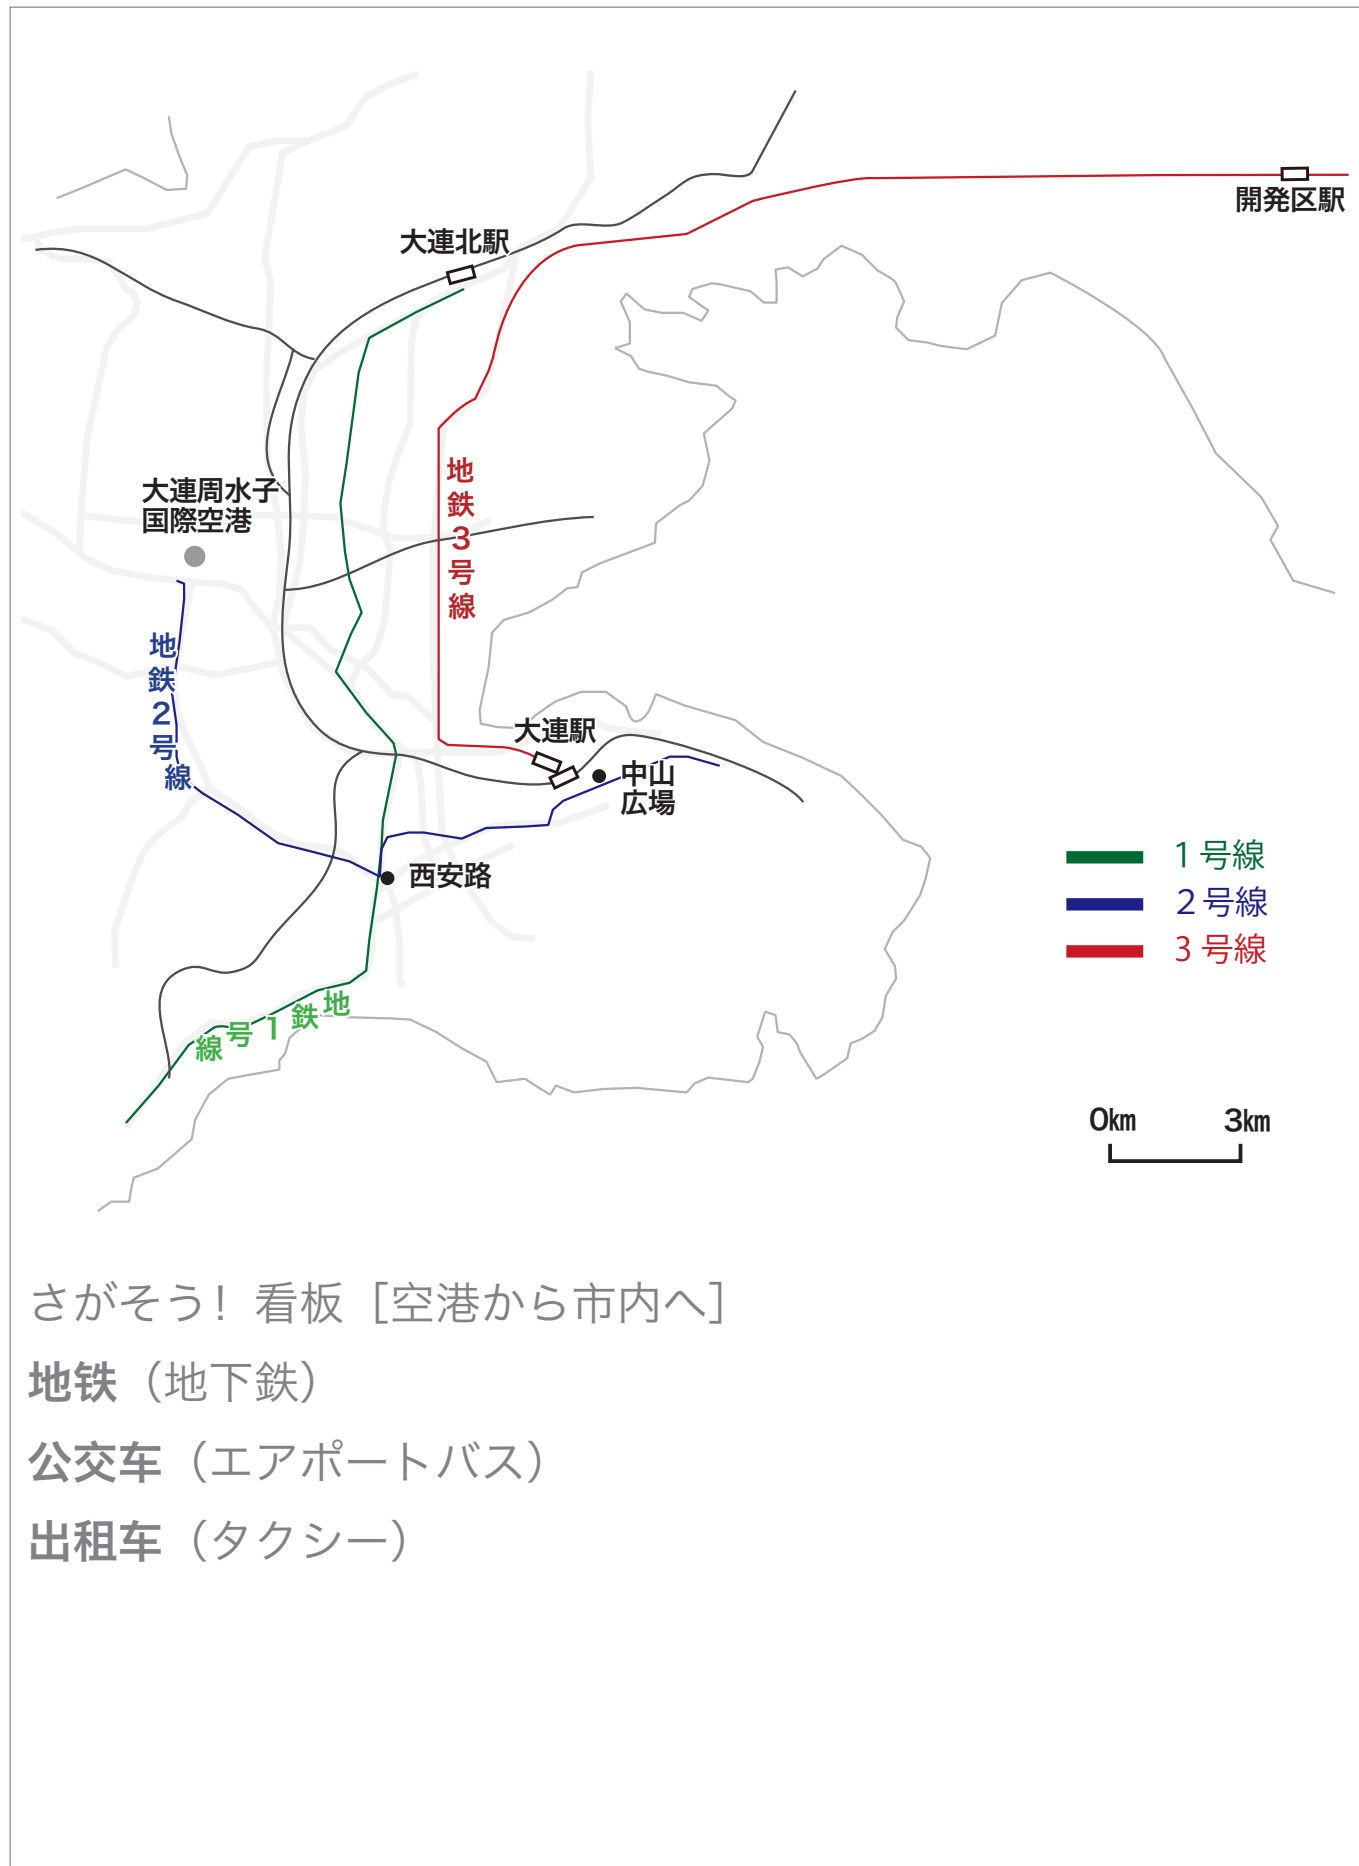 開発区駅
大連北駅
地鉄3号線
大連周水子
国際空港
地鉄2号線
大連駅
中山
広場
西安路
1号線
2号線
3号線
地鉄1号線
0km 3km
さがそう！看板［空港から市内へ］
地铁（地下鉄）
公交车（エアポートバス）
出租车（タクシー）